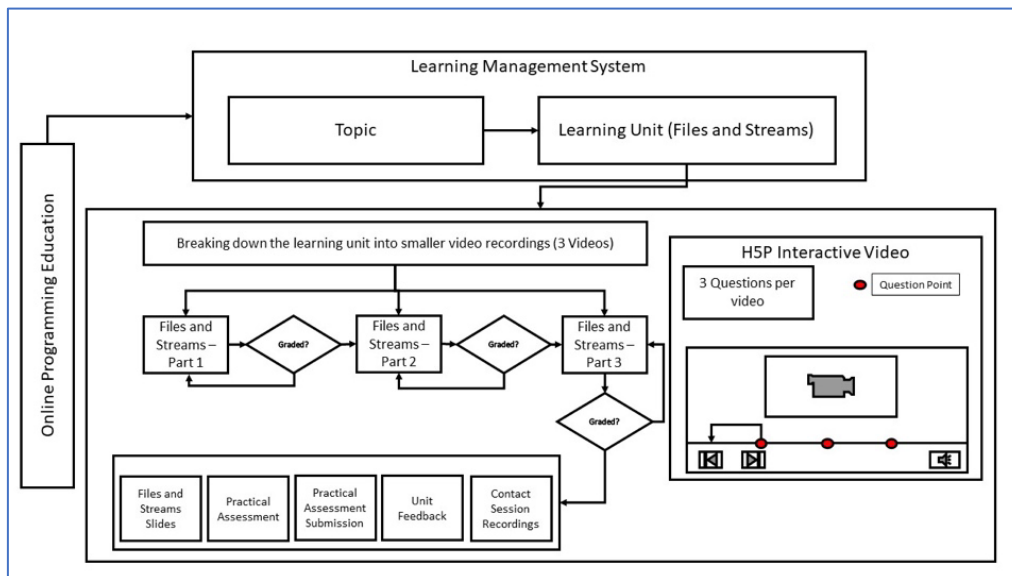 Online Programming Education
Learning Management System
Topic
Learning Unit (Files and Streams)
Breaking down the learning unit into smaller video recordings (3 Videos)
Files and
Streams –
Part 1
Graded?
Files and
Streams –
Part 2
Graded?
Files and
Streams –
Part 3
Graded?
Files and
Streams
Slides
Practical
Assessment
Practical
Assessment
Submission
Unit
Feedback
Contact
Session
Recordings
H5P Interactive Video
3 Questions per
video
Question Point